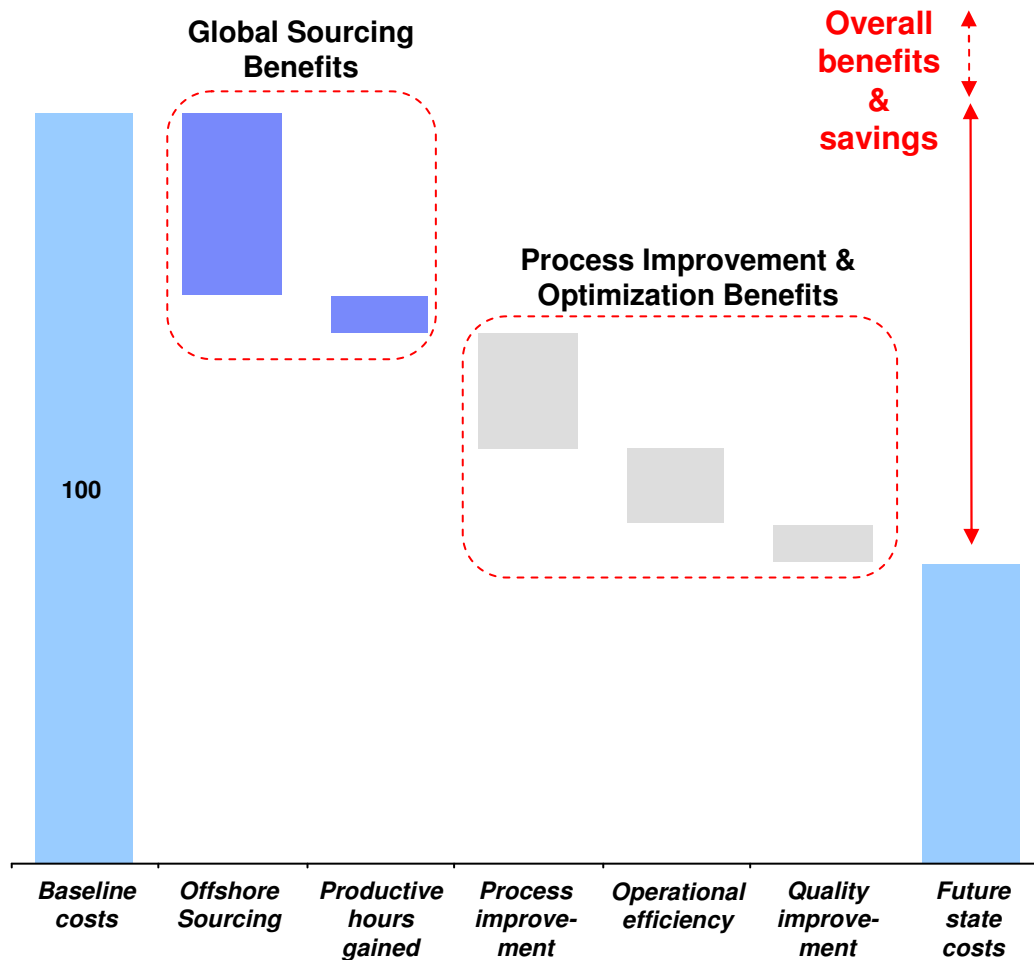 Global Sourcing
Benefits
Overall
benefits
&
savings
Process Improvement &
Optimization Benefits
100
Baseline
costs
Offshore
Sourcing
Productive
hours
gained
Process
improve-
ment
Operational
efficiency
Quality
improve-
ment
Future
state
costs